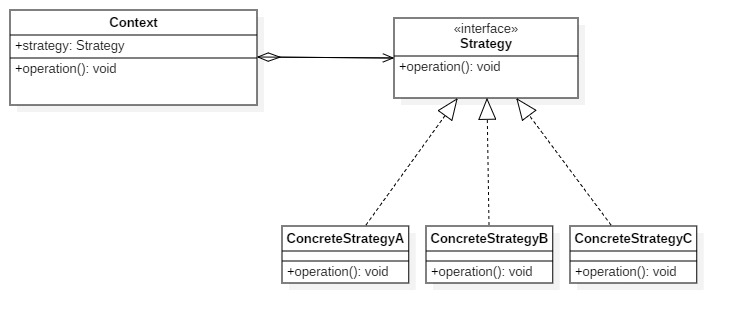 Context
+strategy: Strategy
+operation(): void
«interface»
Strategy
+operation(): void
ConcreteStrategyA
+operation(): void
ConcreteStrategyB
+operation(): void
ConcreteStrategyC
+operation(): void